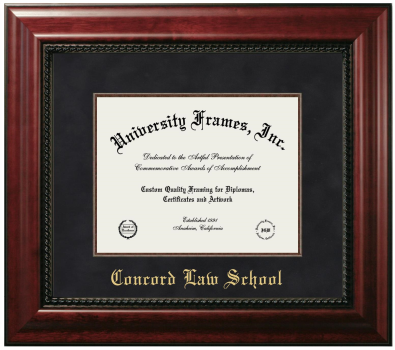 University Frames, Inc.
Dedicated to the Artful Presentation of
Commemorative Awards of Accomplishment
Custom Quality Framing for Diplomas,
Certificates and Artwork
Established 1991
Anaheim, California
Concord Law School